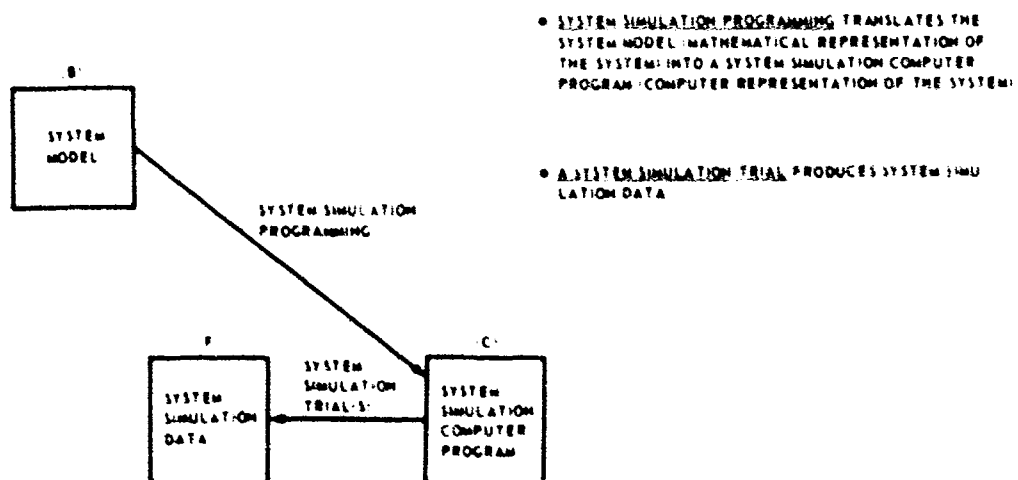 • SYSTEM SIMULATION PROGRAMMING TRANSLATES THE
SYSTEM MODEL (MATHEMATICAL REPRESENTATION OF
THE SYSTEM) INTO A SYSTEM SIMULATION COMPUTER
PROGRAM (COMPUTER REPRESENTATION OF THE SYSTEM)
• A SYSTEM SIMULATION TRIAL PRODUCES SYSTEM SIMU
LATION DATA
(B)
SYSTEM
MODEL
SYSTEM SIMULATION
PROGRAMMING
F
SYSTEM
SIMULATION
DATA
SYSTEM
SIMULATION
TRIAL(S)
(C)
SYSTEM
SIMULATION
COMPUTER
PROGRAM